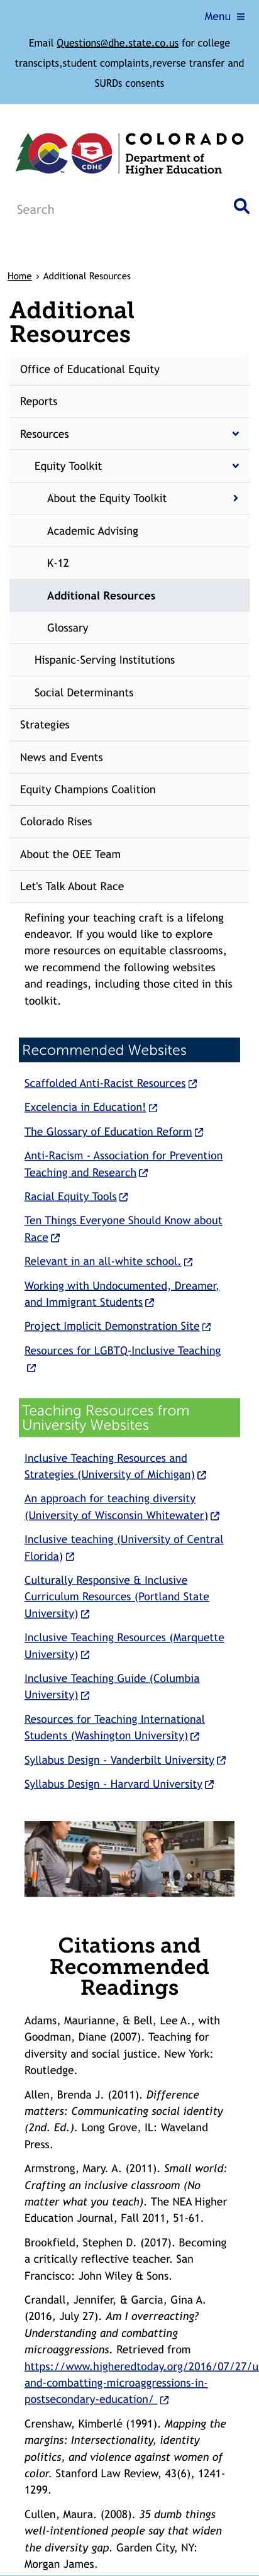 Menu
Email Questions@dhe.state.co.us for college
transcipts,student complaints,reverse transfer and
SURDs consents
CO
CDHE
COLORADO
Department of
Higher Education
Search
Home › Additional Resources
Additional
Resources
Office of Educational Equity
Reports
Resources
Equity Toolkit
About the Equity Toolkit
Academic Advising
K-12
Additional Resources
Glossary
Hispanic-Serving Institutions
Social Determinants
Strategies
News and Events
Equity Champions Coalition
Colorado Rises
About the OEE Team
Let's Talk About Race
Refining your teaching craft is a lifelong
endeavor. If you would like to explore
more resources on equitable classrooms,
we recommend the following websites
and readings, including those cited in this
toolkit.
Recommended Websites
Scaffolded Anti-Racist Resources
Excelencia in Education!
The Glossary of Education Reform
Anti-Racism - Association for Prevention
Teaching and Research
Racial Equity Tools
Ten Things Everyone Should Know about
Race
Relevant in an all-white school.
Working with Undocumented, Dreamer,
and Immigrant Students
Project Implicit Demonstration Site
Resources for LGBTQ-Inclusive Teaching
Teaching Resources from
University Websites
Inclusive Teaching Resources and
Strategies (University of Michigan)
An approach for teaching diversity
(University of Wisconsin Whitewater)
Inclusive teaching (University of Central
Florida)
Culturally Responsive & Inclusive
Curriculum Resources (Portland State
University)
Inclusive Teaching Resources (Marquette
University)
Inclusive Teaching Guide (Columbia
University)
Resources for Teaching International
Students (Washington University)
Syllabus Design - Vanderbilt University
Syllabus Design - Harvard University
Citations and
Recommended
Readings
Adams, Maurianne, & Bell, Lee A., with
Goodman, Diane (2007). Teaching for
diversity and social justice. New York:
Routledge.
Allen, Brenda J. (2011). Difference
matters: Communicating social identity
(2nd. Ed.). Long Grove, IL: Waveland
Press.
Armstrong, Mary. A. (2011). Small world:
Crafting an inclusive classroom (No
matter what you teach). The NEA Higher
Education Journal, Fall 2011, 51-61.
Brookfield, Stephen D. (2017). Becoming
a critically reflective teacher. San
Francisco: John Wiley & Sons.
Crandall, Jennifer, & Garcia, Gina A.
(2016, July 27). Am I overreacting?
Understanding and combatting
microaggressions. Retrieved from
https://www.higheredtoday.org/2016/07/27/u
and-combatting-microaggressions-in-
postsecondary-education/
Crenshaw, Kimberlé (1991). Mapping the
margins: Intersectionality, identity
politics, and violence against women of
color. Stanford Law Review, 43(6), 1241-
1299.
Cullen, Maura. (2008). 35 dumb things
well-intentioned people say that widen
the diversity gap. Garden City, NY:
Morgan James.